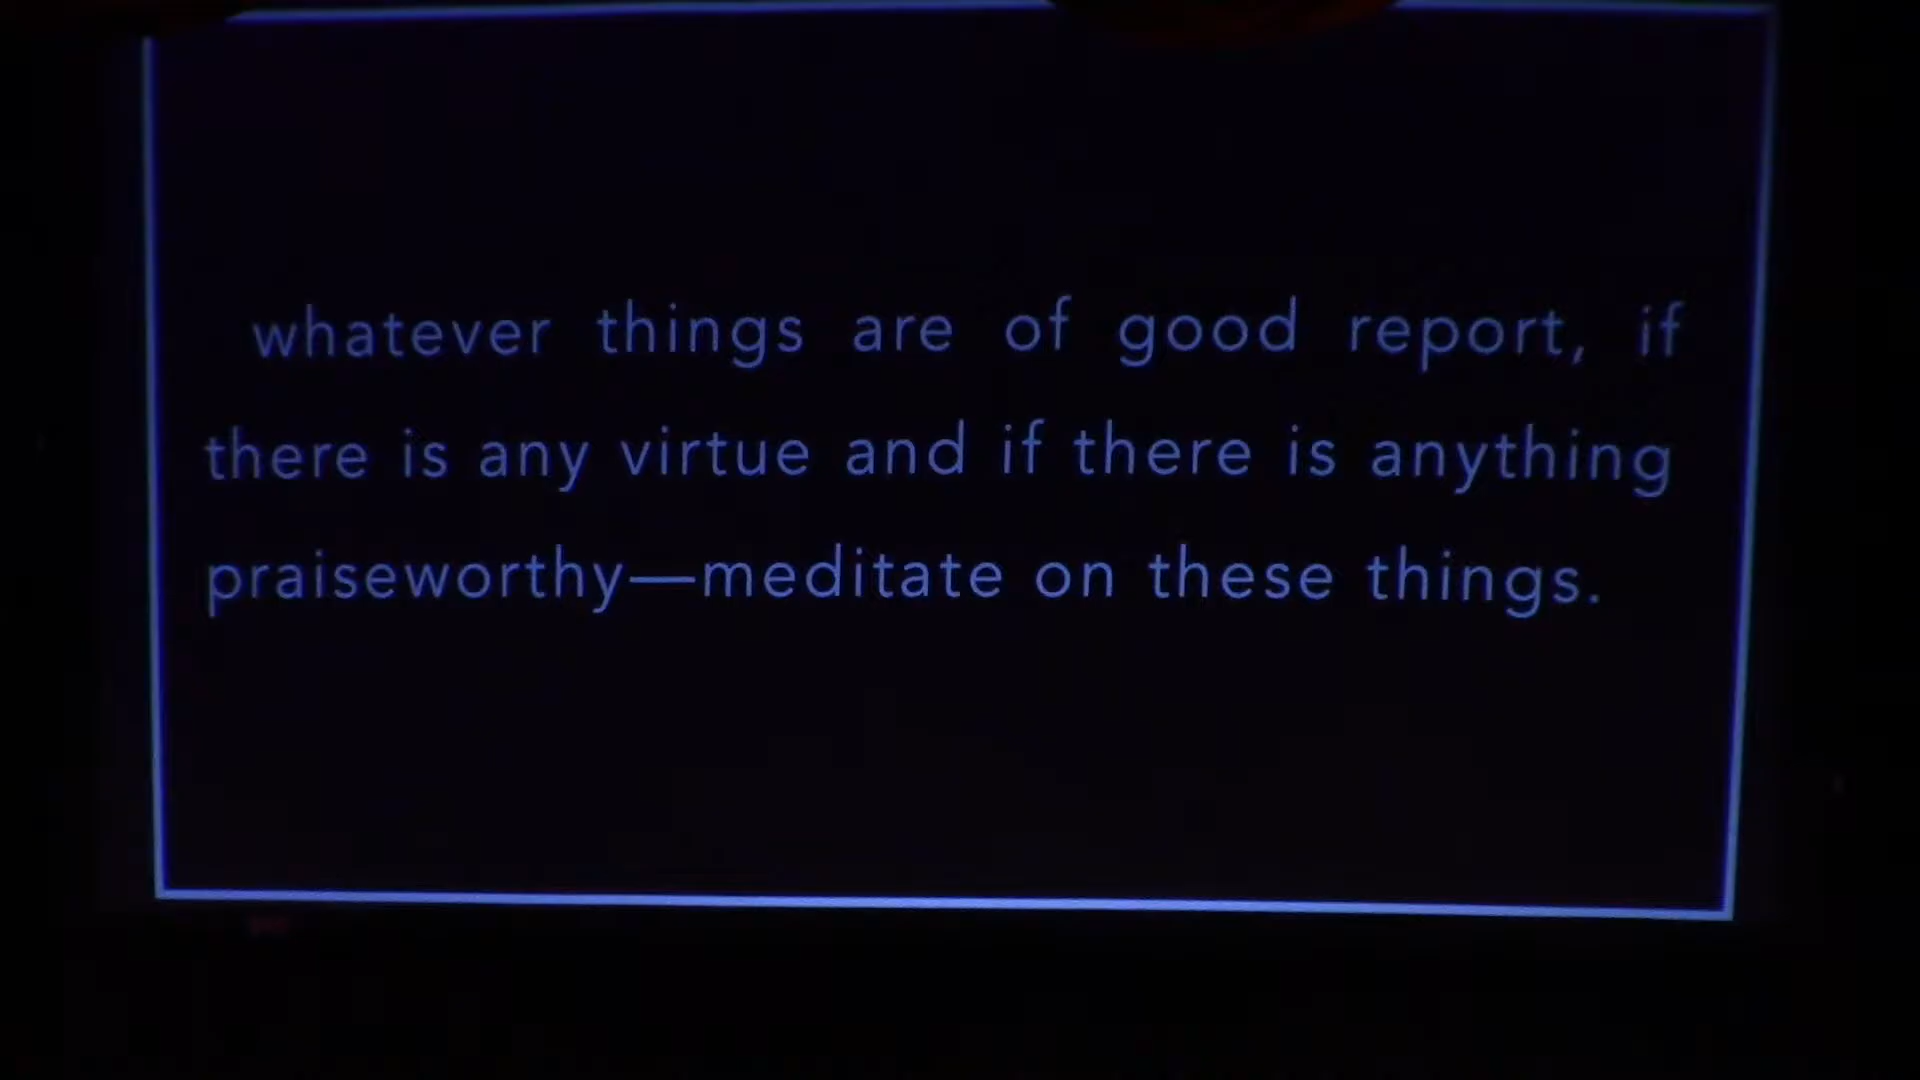 whatever things are of good report, if
there is any virtue and if there is anything
praiseworthy—meditate on these things.